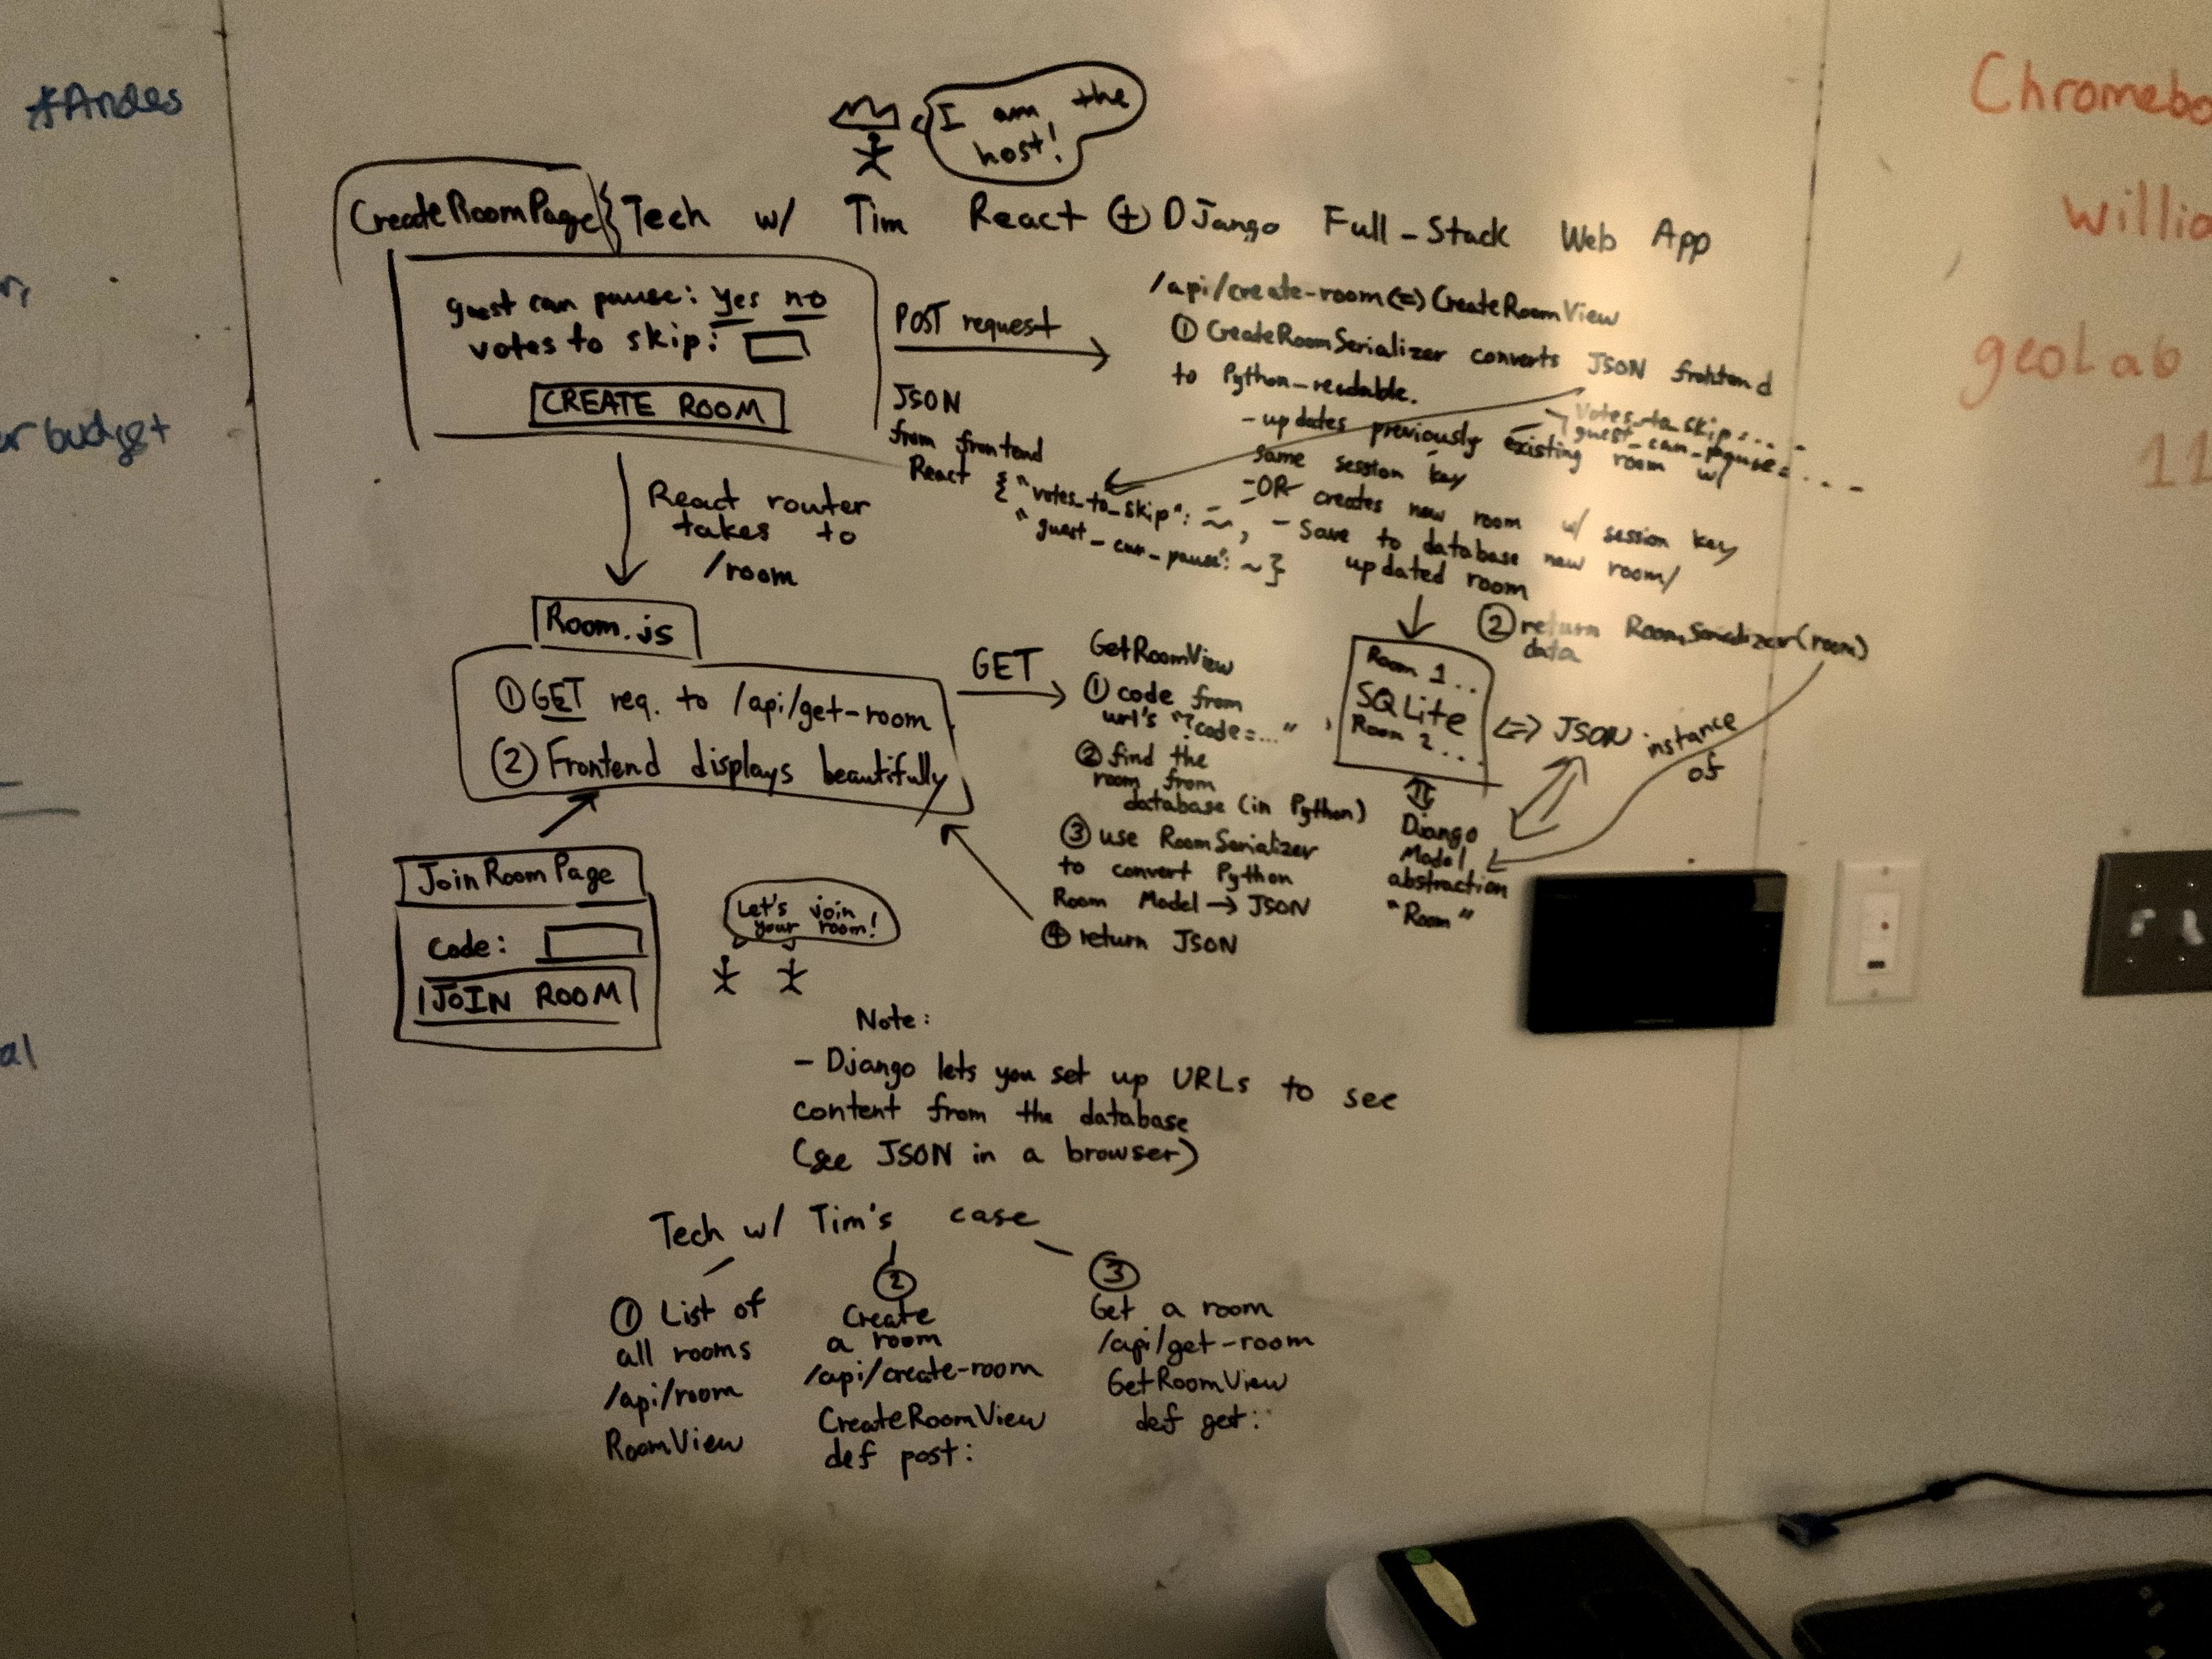 *Andes
budget
al
I am the
host!
CreateRoomPage
Tech w/ Tim React + DJango Full-Stack Web App
guest can pause: yes no
votes to skip:
CREATE ROOM
POST request
JSON
from frontend
React {"votes_to_skip": ~,
"guest_can_pause": ~}
/api/create-room(=)CreateRoomView
① CreateRoomSerializer converts JSON frontend
to Python-readable.
votes_to_skip=....
guest_can_pause=....
- updates previously existing room w/
same session key
-OR creates new room w/ session key
- Save to database new room/
updated room
② return RoomSerializer(room)
data
React router
takes to
/room
Room.js
① GET req. to /api/get-room
② Frontend displays beautifully
GET
GetRoomView
① code from
url's "?code=..."
② find the
room from
database (in Python)
③ use RoomSerializer
to convert Python
Room Model → JSON
④ return JSON
Room 1..
SQLite
Room 2...
<=> JSON
instance
of
Django
Model
abstraction
"Room"
JoinRoomPage
Code:
JOIN ROOM
Let's join
your room!
Note:
- Django lets you set up URLs to see
content from the database
(see JSON in a browser)
Tech w/ Tim's case
① List of
all rooms
/api/room
RoomView
②
Create
a room
/api/create-room
CreateRoomView
def post:
③
Get a room
/api/get-room
GetRoomView
def get:
Chromebo
willia
geoLab
11